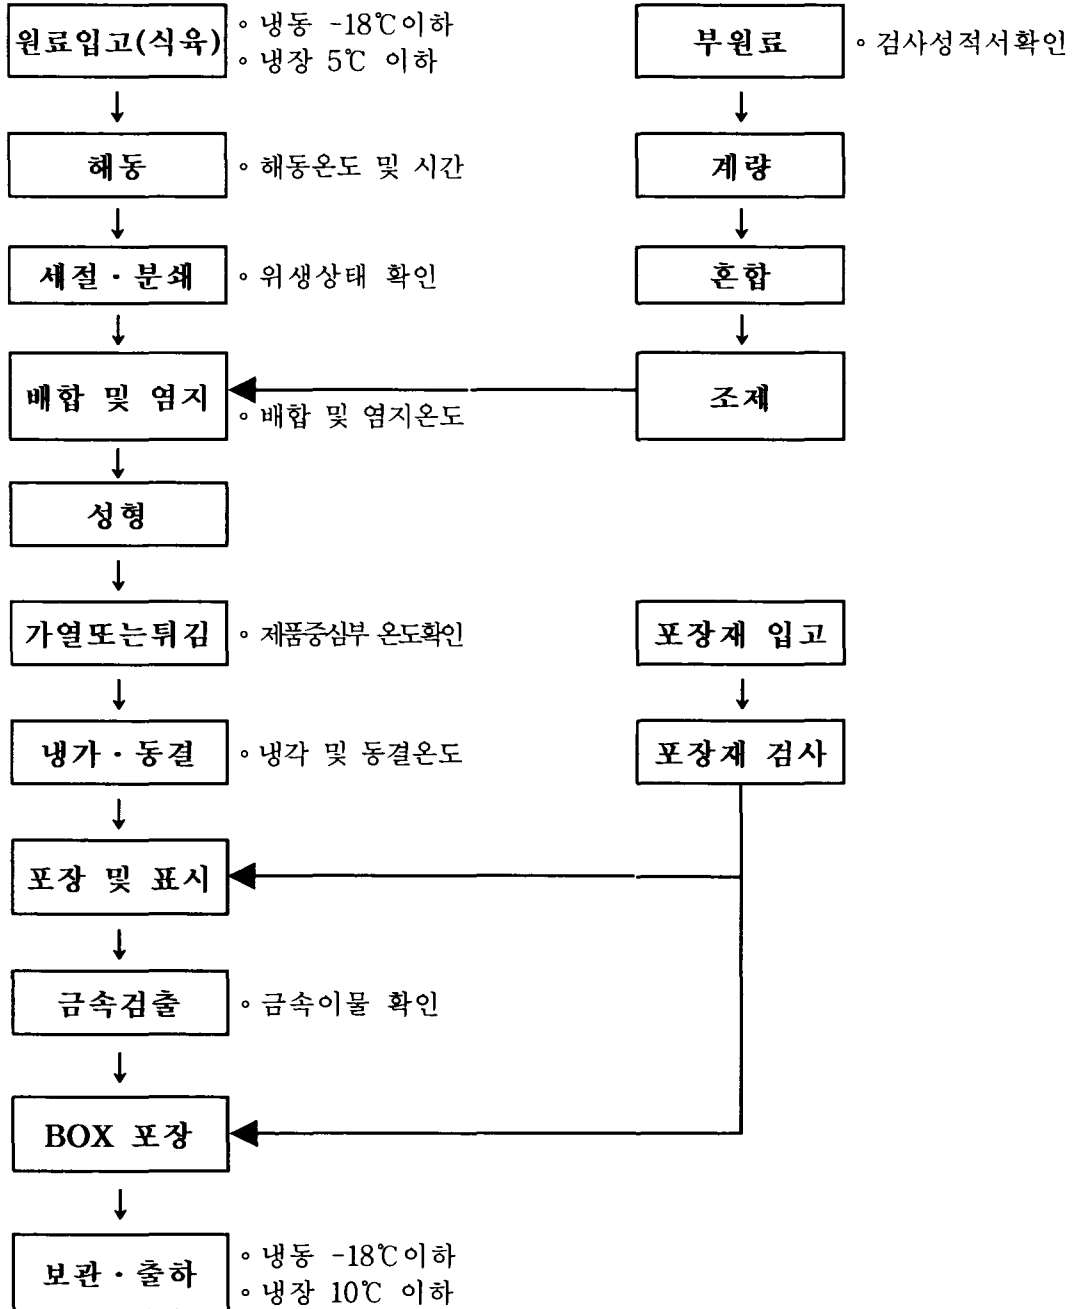 원료입고(식육)
◦ 냉동 -18℃이하
◦ 냉장 5℃ 이하
부원료
◦ 검사성적서확인
해동
◦ 해동온도 및 시간
계량
세절·분쇄
◦ 위생상태 확인
혼합
배합 및 염지
◦ 배합 및 염지온도
조제
성형
가열또는튀김
◦ 제품중심부 온도확인
포장재 입고
냉가·동결
◦ 냉각 및 동결온도
포장재 검사
포장 및 표시
금속검출
◦ 금속이물 확인
BOX 포장
보관·출하
◦ 냉동 -18℃이하
◦ 냉장 10℃ 이하